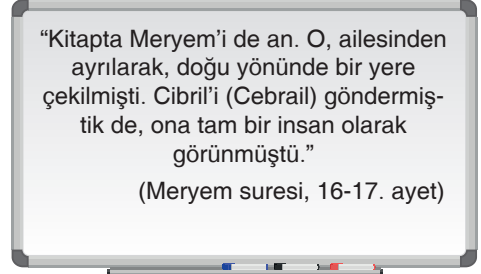 “Kitapta Meryem’i de an. O, ailesinden
ayrılarak, doğu yönünde bir yere
çekilmişti. Cibril’i (Cebrail) göndermiş-
tik de, ona tam bir insan olarak
görünmüştü.”
(Meryem suresi, 16-17. ayet)